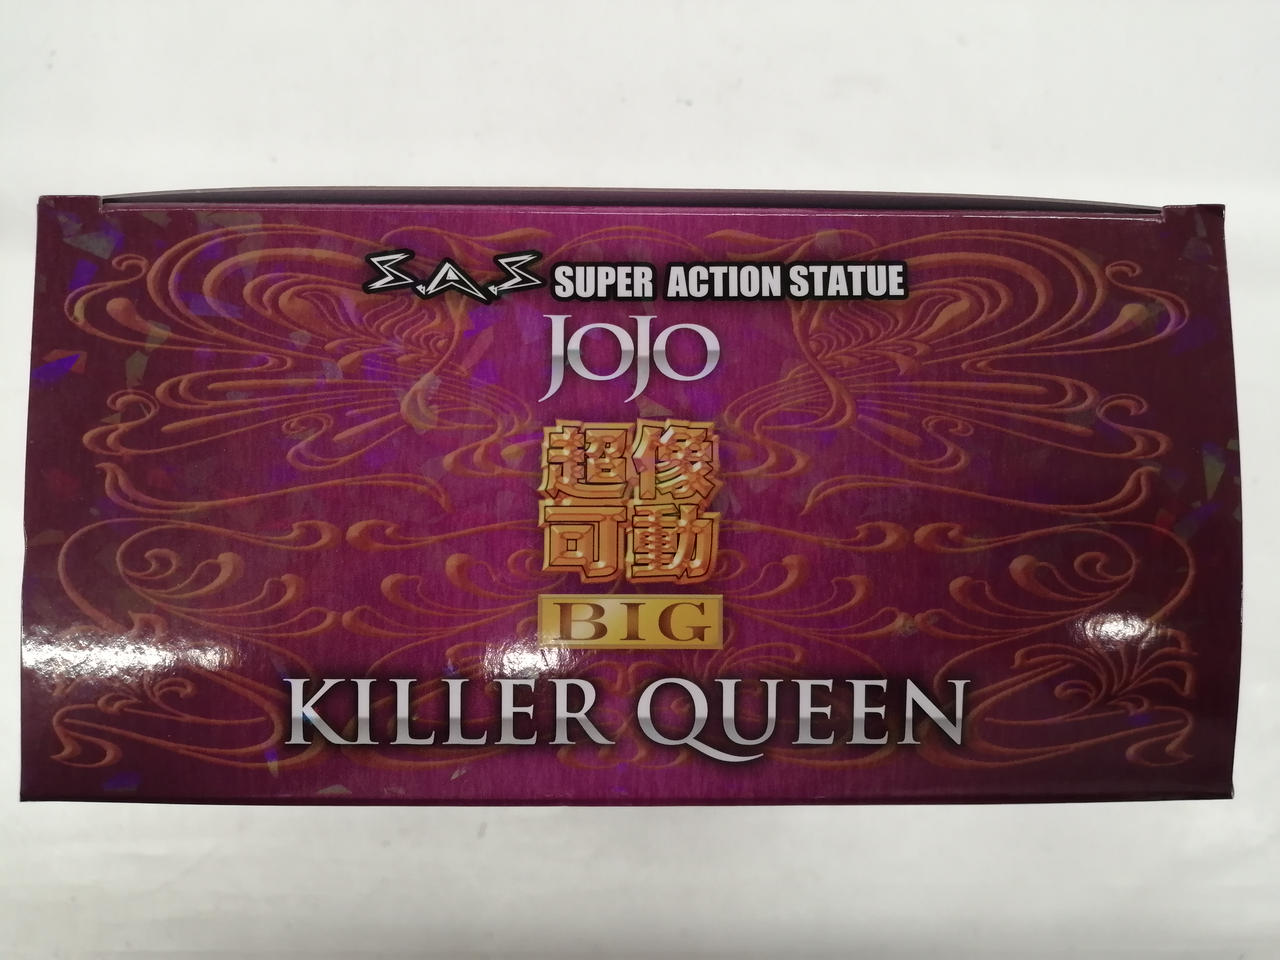 S.A.S SUPER ACTION STATUE
JOJO
超像
可動
BIG
KILLER QUEEN